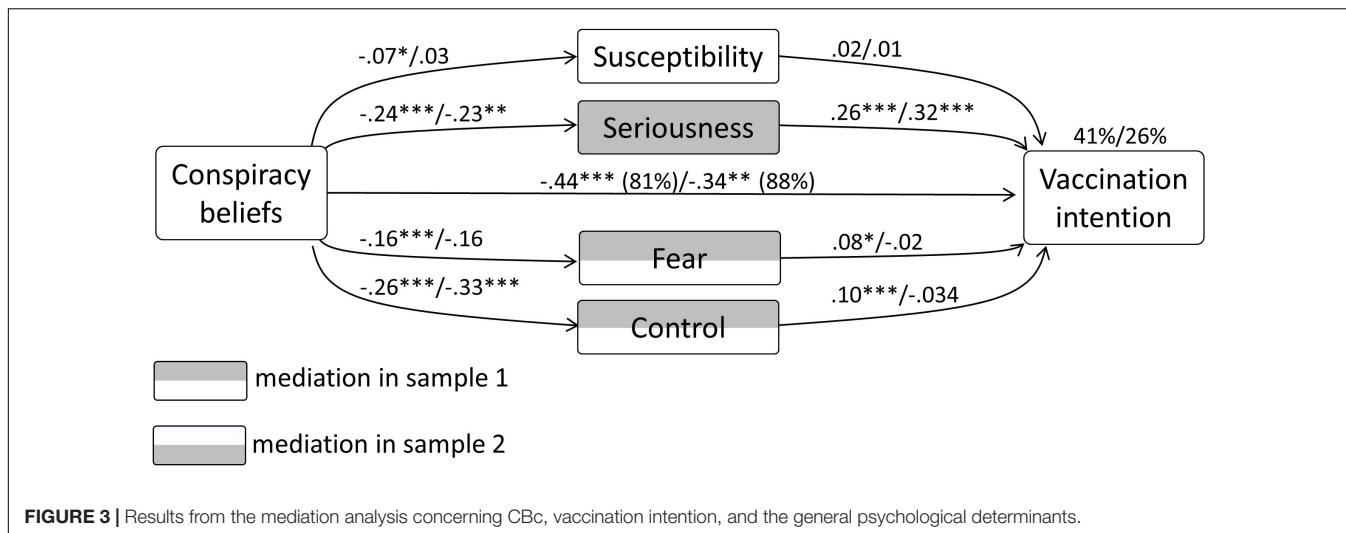 -.07*/.03
Susceptibility
.02/.01
-.24***/-.23**
Seriousness
.26***/.32***
41%/26%
Conspiracy
beliefs
-.44*** (81%)/-.34** (88%)
Vaccination
intention
-.16***/-.16
Fear
.08*/-.02
-.26***/-.33***
Control
.10***/-.034
mediation in sample 1
mediation in sample 2
FIGURE 3 | Results from the mediation analysis concerning CBc, vaccination intention, and the general psychological determinants.